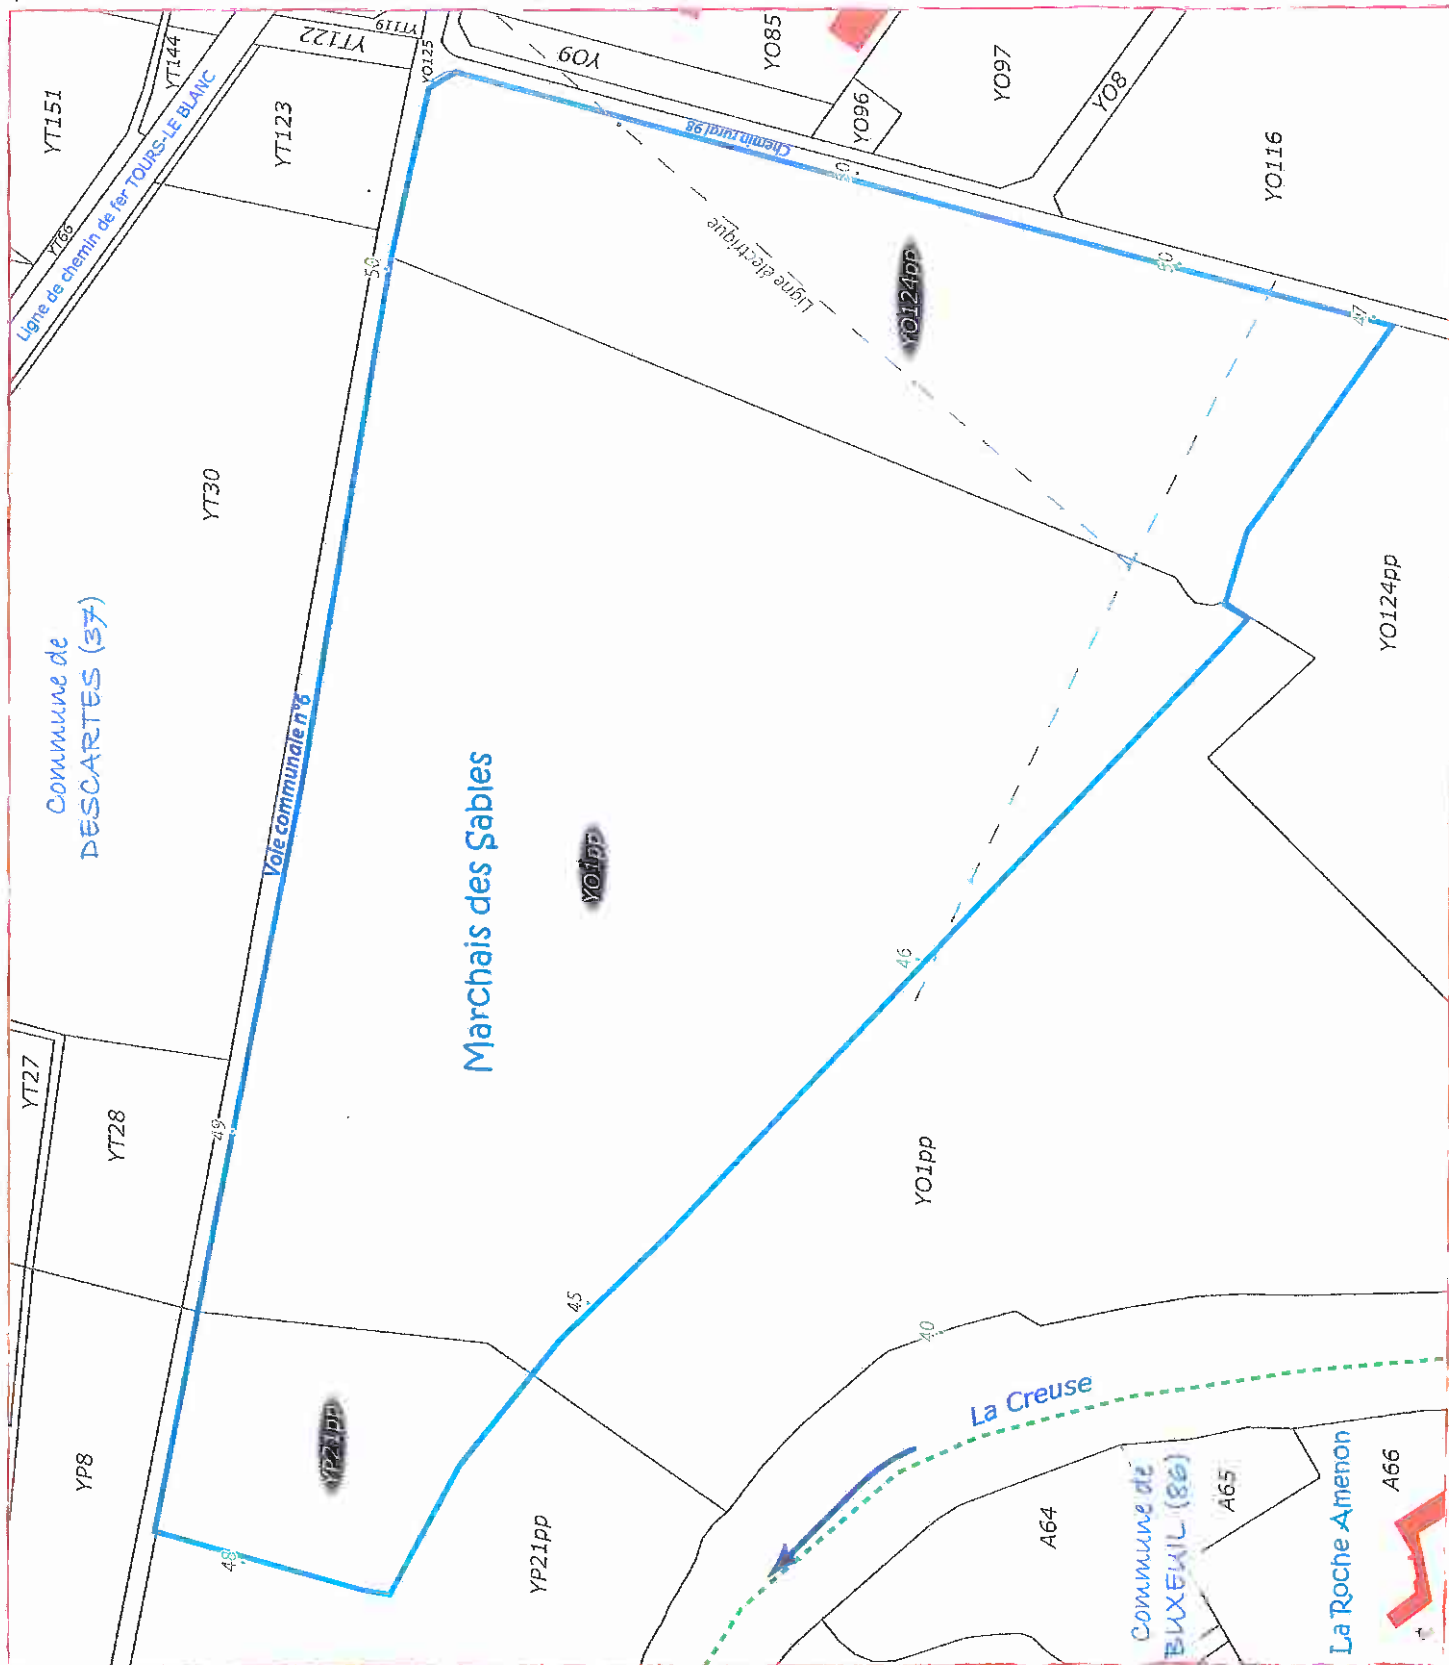 YT151
YT144
YT122
YT119
YO125
YT123
YT66
Ligne de chemin de fer TOURS-LE BLANC
YO9
YO85
YO96
YO97
YO8
YO116
Chemin rural 98
Ligne électrique
YO124pp
50
50
47
YT30
Commune de
DESCARTES (37)
Voie communale n°6
Marchais des Sables
YO1pp
YO124pp
46
YT27
YT28
49
45
YO1pp
40
La Creuse
YP8
YP21pp
48
YP21pp
A64
Commune de
BUXEUIL (86)
A65
La Roche Amenon
A66